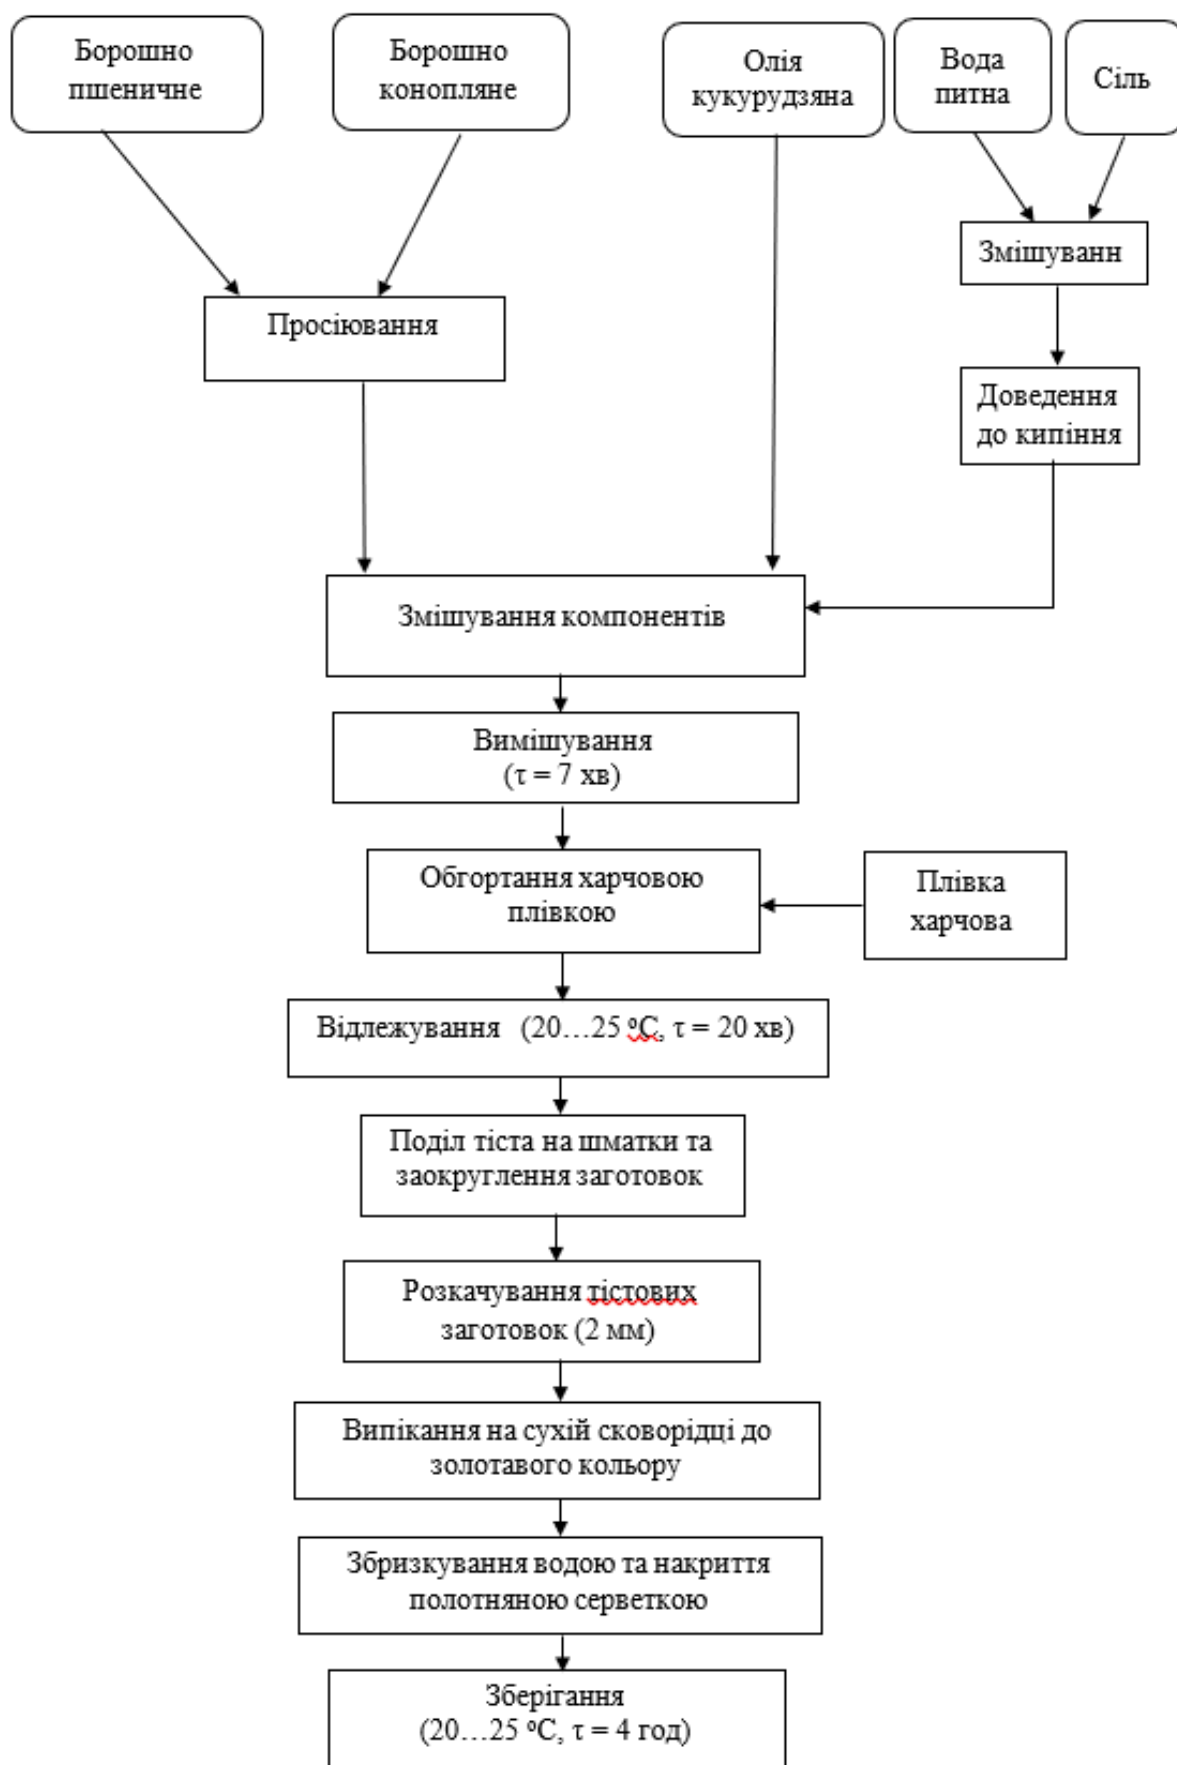 Борошно
пшеничне
Борошно
конопляне
Олія
кукурудзяна
Вода
питна
Сіль
Змішуванн
Просіювання
Доведення
до кипіння
Змішування компонентів
Вимішування
(τ = 7 хв)
Обгортання харчовою
плівкою
Плівка
харчова
Відлежування (20...25 ºС, τ = 20 хв)
Поділ тіста на шматки та
заокруглення заготовок
Розкачування тістових
заготовок (2 мм)
Випікання на сухій сковорідці до
золотавого кольору
Збризкування водою та накриття
полотняною серветкою
Зберігання
(20...25 ºС, τ = 4 год)